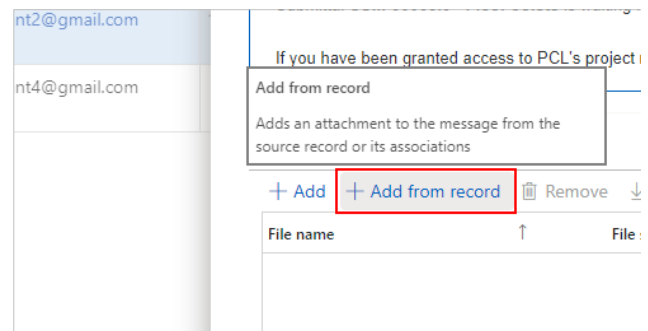 nt2@gmail.com
If you have been granted access to PCL's project
nt4@gmail.com
Add from record
Adds an attachment to the message from the
source record or its associations
+ Add + Add from record Remove
File name ↑ File